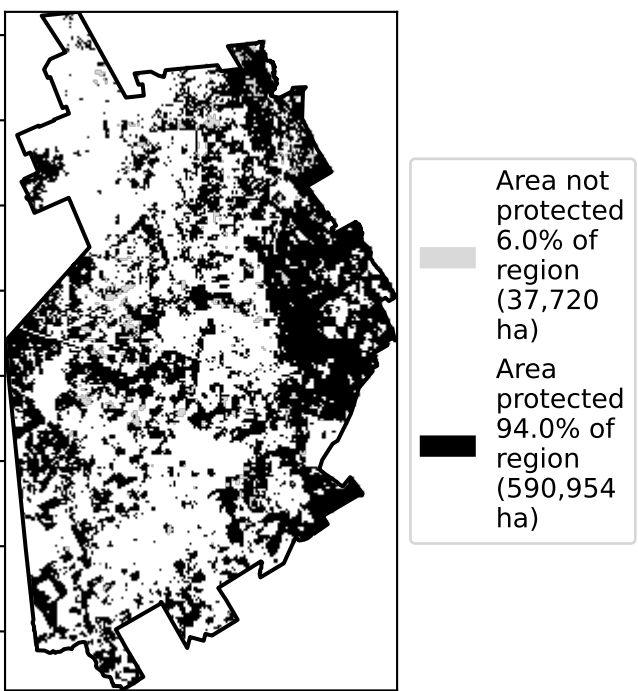 Area not
protected
6.0% of
region
(37,720
ha)
Area
protected
94.0% of
region
(590,954
ha)